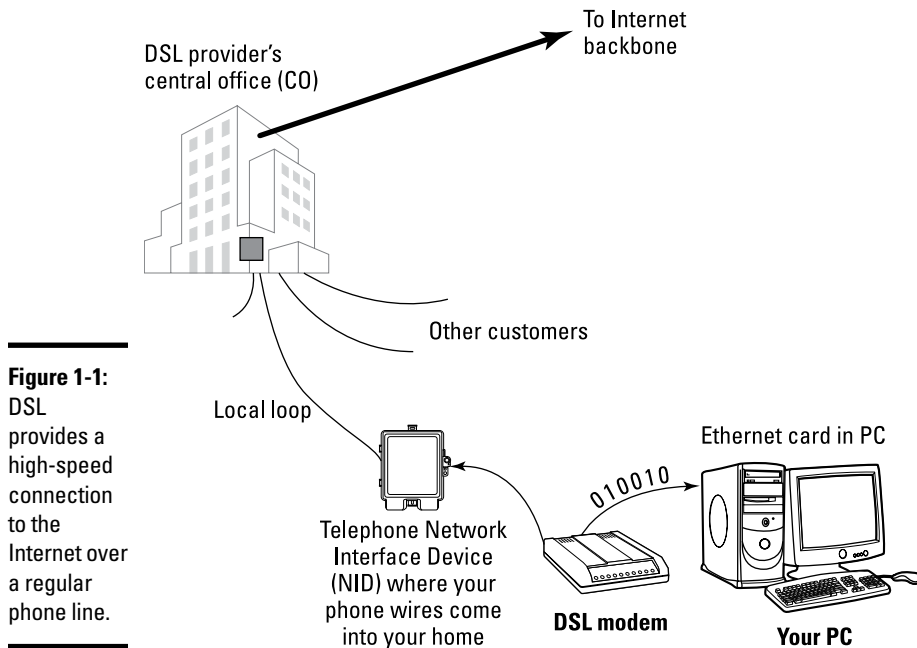 To Internet
backbone
DSL provider's
central office (CO)
Other customers
Local loop
Figure 1-1:
DSL
provides a
high-speed
connection
to the
Internet over
a regular
phone line.
Ethernet card in PC
010010
Telephone Network
Interface Device
(NID) where your
phone wires come
into your home
DSL modem
Your PC